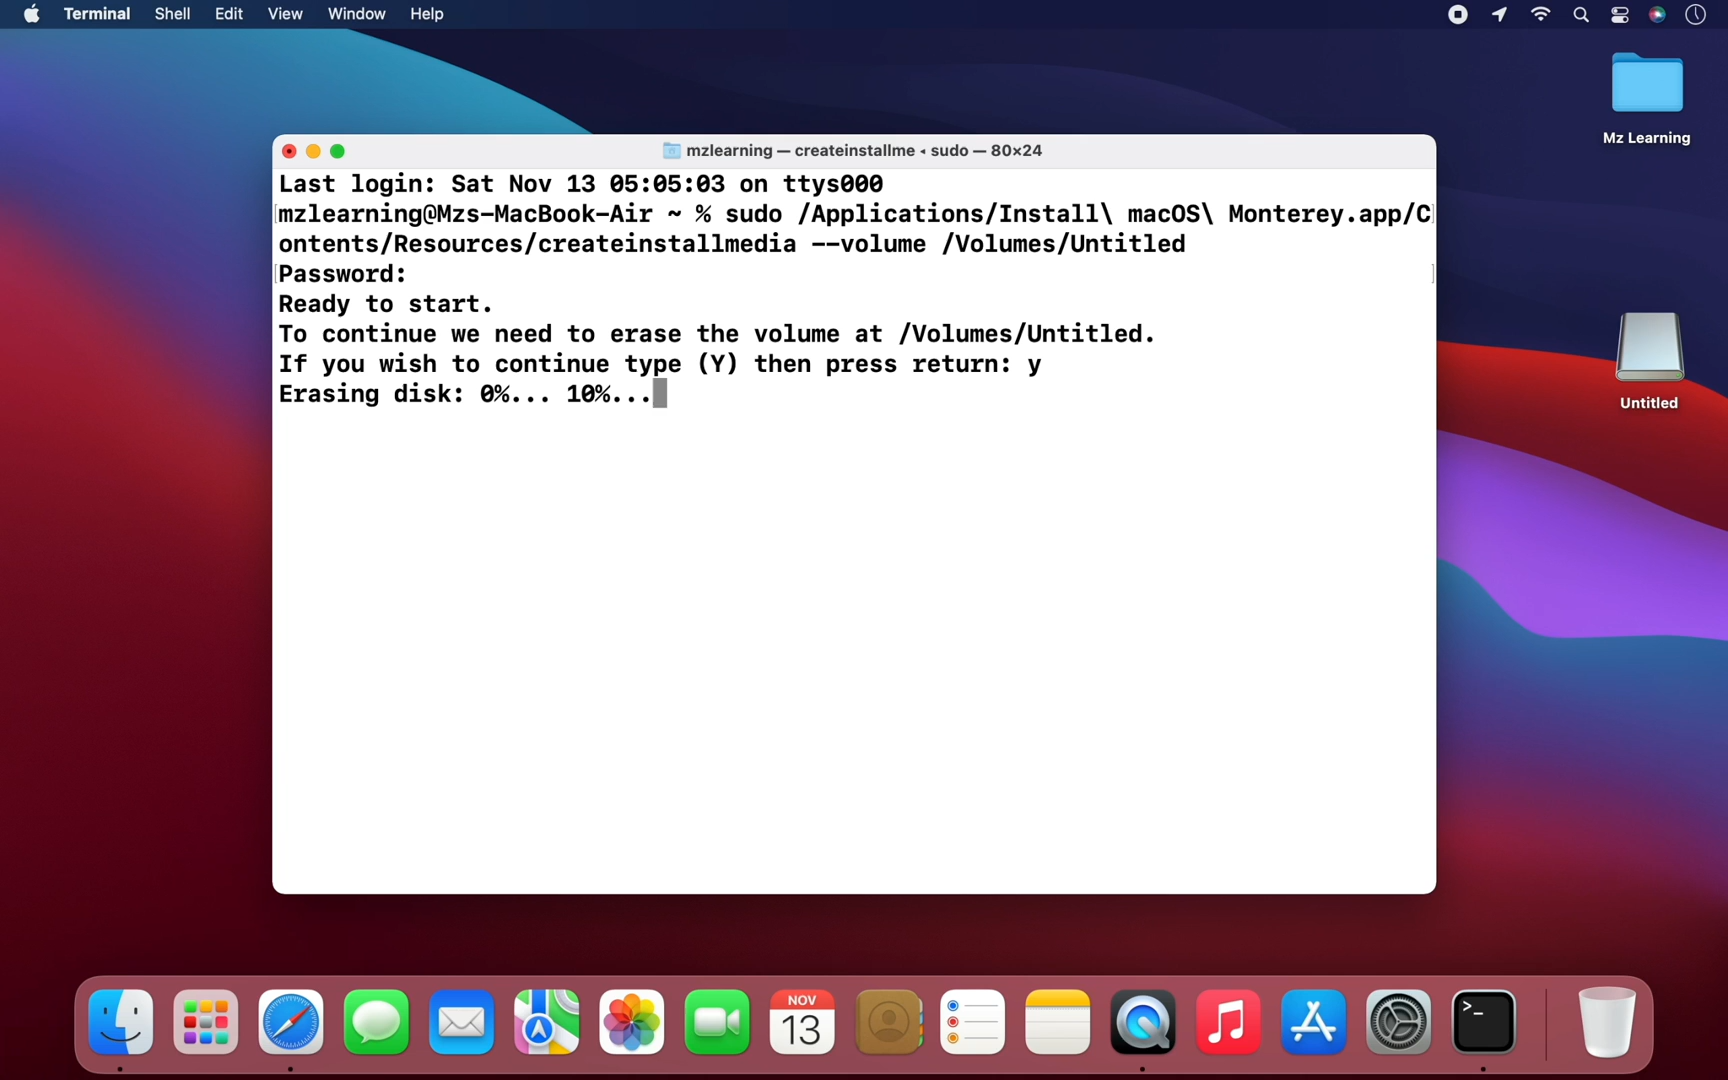 Terminal Shell Edit View Window Help
Mz Learning
mzlearning — createinstallme ◂ sudo — 80×24
Last login: Sat Nov 13 05:05:03 on ttys000
mzlearning@Mzs-MacBook-Air ~ % sudo /Applications/Install\ macOS\ Monterey.app/C
ontents/Resources/createinstallmedia --volume /Volumes/Untitled
Password:
Ready to start.
To continue we need to erase the volume at /Volumes/Untitled.
If you wish to continue type (Y) then press return: y
Erasing disk: 0%... 10%...
Untitled
NOV
13
>_